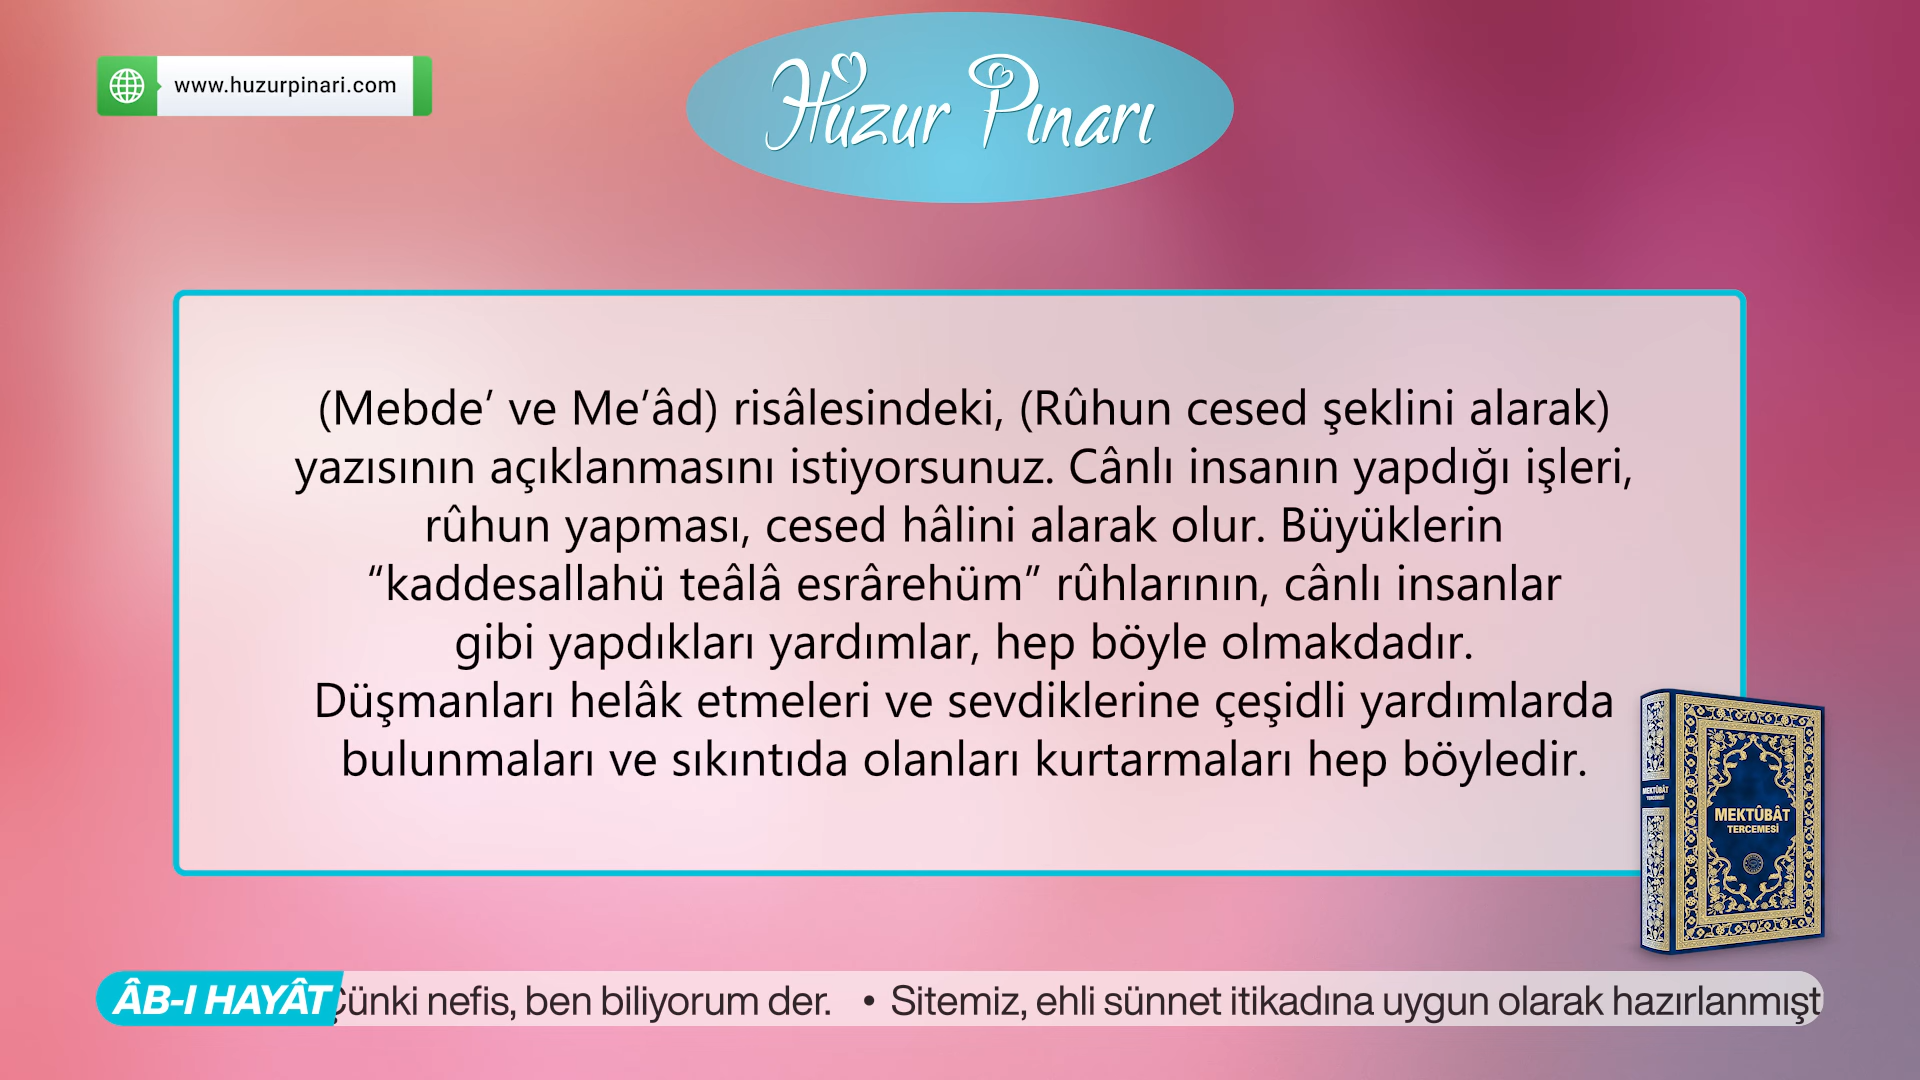 www.huzurpinari.com
Huzur Pınarı
(Mebde’ ve Me’âd) risâlesindeki, (Rûhun cesed şeklini alarak)
yazısının açıklanmasını istiyorsunuz. Cânlı insanın yapdığı işleri,
rûhun yapması, cesed hâlini alarak olur. Büyüklerin
“kaddesallahü teâlâ esrârehüm” rûhlarının, cânlı insanlar
gibi yapdıkları yardımlar, hep böyle olmakdadır.
Düşmanları helâk etmeleri ve sevdiklerine çeşidli yardımlarda
bulunmaları ve sıkıntıda olanları kurtarmaları hep böyledir.
MEKTÛBÂT
TERCEMESİ
MEKTÛBÂT
TERCEMESİ
ÂB-I HAYÂT
Çünki nefis, ben biliyorum der. • Sitemiz, ehli sünnet itikadına uygun olarak hazırlanmışt